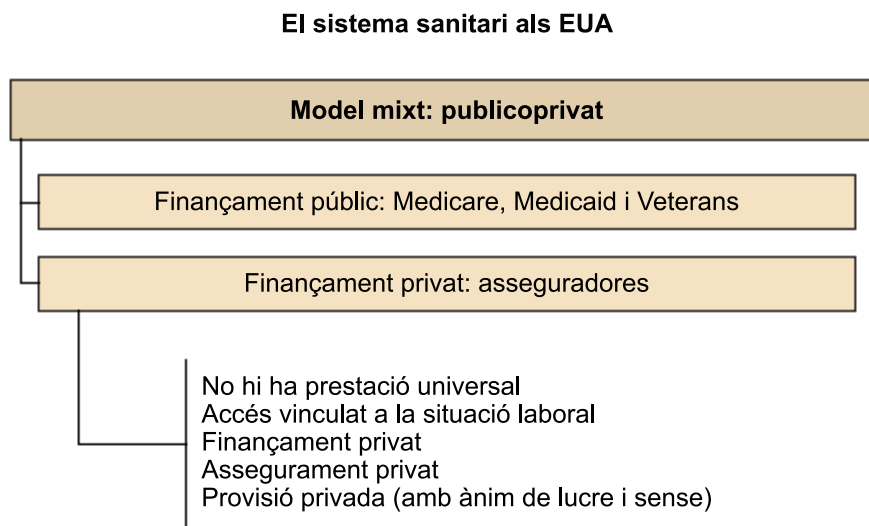 El sistema sanitari als EUA
Model mixt: publicoprivat
Finançament públic: Medicare, Medicaid i Veterans
Finançament privat: asseguradores
No hi ha prestació universal
Accés vinculat a la situació laboral
Finançament privat
Assegurament privat
Provisió privada (amb ànim de lucre i sense)